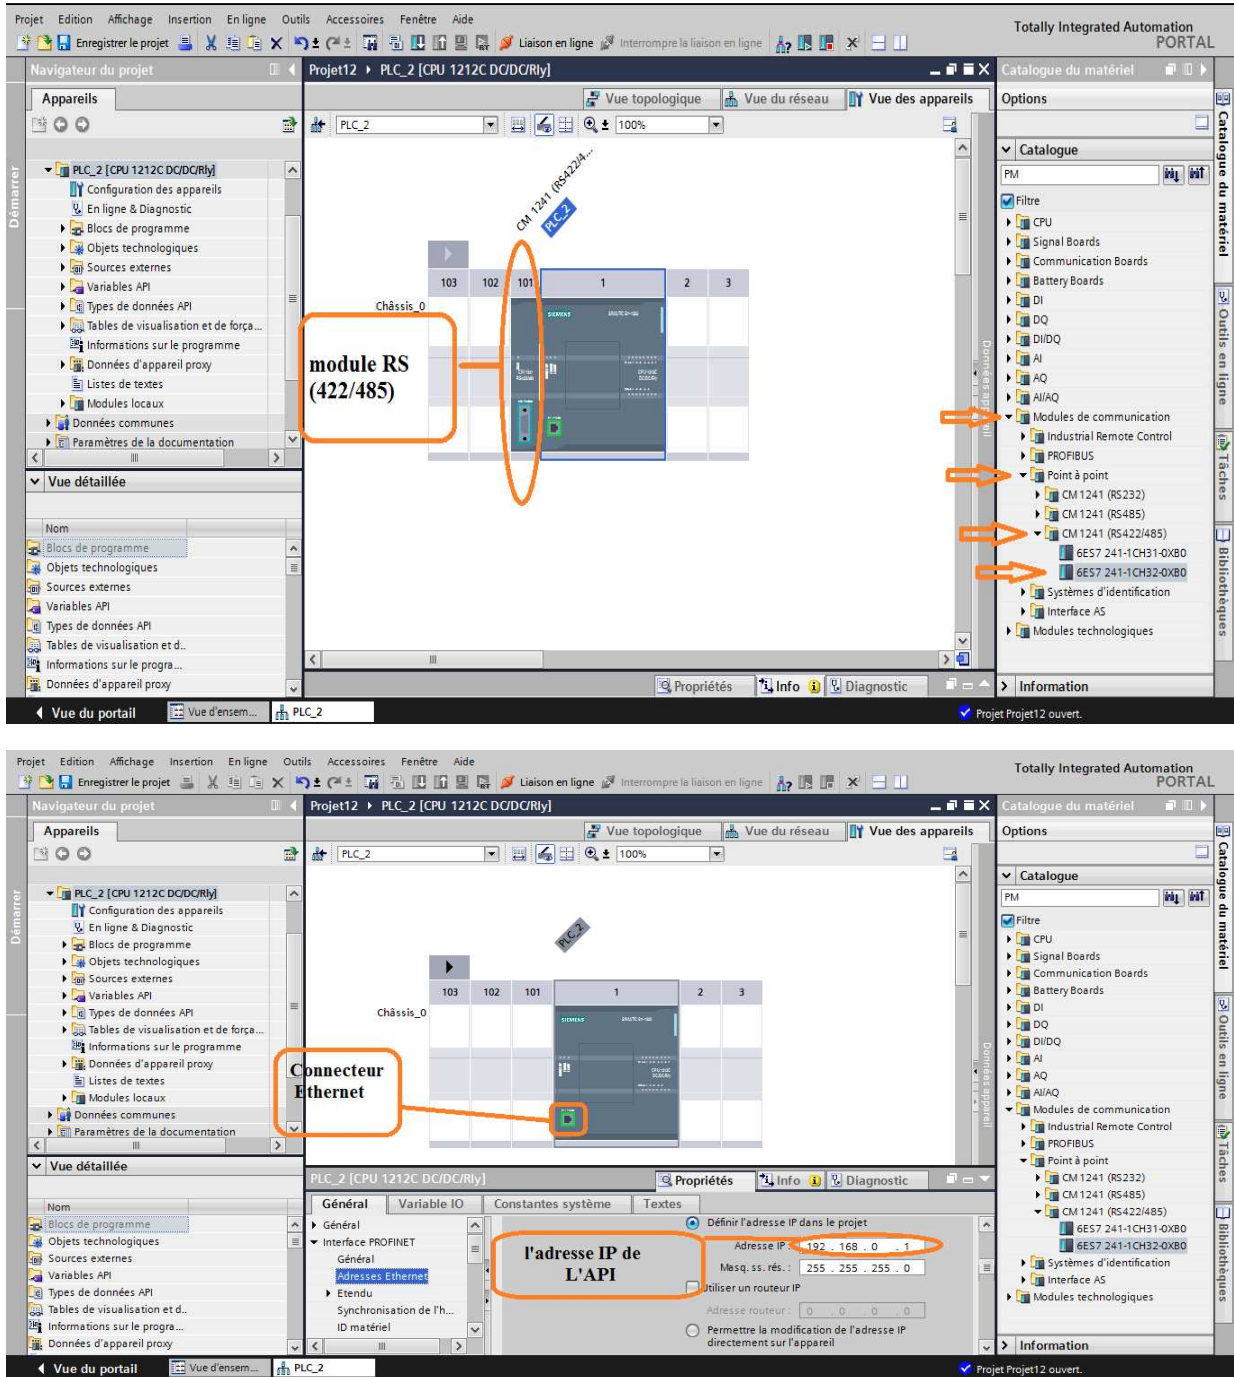 Projet Edition Affichage Insertion En ligne Outils Accessoires Fenêtre Aide
Totally Integrated Automation
PORTAL
Enregistrer le projet
Liaison en ligne
Interrompre la liaison en ligne
Navigateur du projet
Projet12 PLC_2 [CPU 1212C DC/DC/Rly]
Catalogue du matériel
Appareils
Vue topologique
Vue du réseau
Vue des appareils
Options
PLC_2
100%
Catalogue
PM
Filtre
Démarrer
PLC_2 [CPU 1212C DC/DC/Rly]
Configuration des appareils
En ligne & Diagnostic
Blocs de programme
Objets technologiques
Sources externes
Variables API
Types de données API
Tables de visualisation et de força...
Informations sur le programme
Données d'appareil proxy
Listes de textes
Modules locaux
Données communes
Paramètres de la documentation
Vue détaillée
Nom
Blocs de programme
Objets technologiques
Sources externes
Variables API
Types de données API
Tables de visualisation et d..
Informations sur le progra...
Données d'appareil proxy
CM 1241 (RS422/4...
PLC_2
103 102 101 1 2 3
Châssis_0
SIEMENS
module RS
(422/485)
Données d'appareil
CPU
Signal Boards
Communication Boards
Battery Boards
DI
DQ
DI/DQ
AI
AQ
AI/AQ
Modules de communication
Industrial Remote Control
PROFIBUS
Point à point
CM 1241 (RS232)
CM 1241 (RS485)
CM 1241 (RS422/485)
6ES7 241-1CH31-0XB0
6ES7 241-1CH32-0XB0
Systèmes d'identification
Interface AS
Modules technologiques
Information
Catalogue du matériel
Outils en ligne
Tâches
Bibliothèques
Propriétés
Info
Diagnostic
Vue du portail
Vue d'ensem...
PLC_2
Projet Projet12 ouvert.
Projet Edition Affichage Insertion En ligne Outils Accessoires Fenêtre Aide
Totally Integrated Automation
PORTAL
Enregistrer le projet
Liaison en ligne
Interrompre la liaison en ligne
Navigateur du projet
Projet12 PLC_2 [CPU 1212C DC/DC/Rly]
Catalogue du matériel
Appareils
Vue topologique
Vue du réseau
Vue des appareils
Options
PLC_2
100%
Catalogue
PM
Filtre
Démarrer
PLC_2 [CPU 1212C DC/DC/Rly]
Configuration des appareils
En ligne & Diagnostic
Blocs de programme
Objets technologiques
Sources externes
Variables API
Types de données API
Tables de visualisation et de força...
Informations sur le programme
Données d'appareil proxy
Listes de textes
Modules locaux
Données communes
Paramètres de la documentation
Vue détaillée
Nom
Blocs de programme
Objets technologiques
Sources externes
Variables API
Types de données API
Tables de visualisation et d..
Informations sur le progra...
Données d'appareil proxy
PLC_2
103 102 101 1 2 3
Châssis_0
SIEMENS
Connecteur
Ethernet
Données d'appareil
CPU
Signal Boards
Communication Boards
Battery Boards
DI
DQ
DI/DQ
AI
AQ
AI/AQ
Modules de communication
Industrial Remote Control
PROFIBUS
Point à point
CM 1241 (RS232)
CM 1241 (RS485)
CM 1241 (RS422/485)
6ES7 241-1CH31-0XB0
6ES7 241-1CH32-0XB0
Systèmes d'identification
Interface AS
Modules technologiques
Information
Catalogue du matériel
Outils en ligne
Tâches
Bibliothèques
PLC_2 [CPU 1212C DC/DC/Rly]
Propriétés
Info
Diagnostic
Général
Variable IO
Constantes système
Textes
Général
Interface PROFINET
Général
Adresses Ethernet
Etendu
Synchronisation de l'h...
ID matériel
l'adresse IP de
L'API
Définir l'adresse IP dans le projet
Adresse IP : 192 . 168 . 0 . 1
Masq. ss. rés. : 255 . 255 . 255 . 0
Utiliser un routeur IP
Adresse routeur : 0 . 0 . 0 . 0
Permettre la modification de l'adresse IP
directement sur l'appareil
Vue du portail
Vue d'ensem...
PLC_2
Projet Projet12 ouvert.